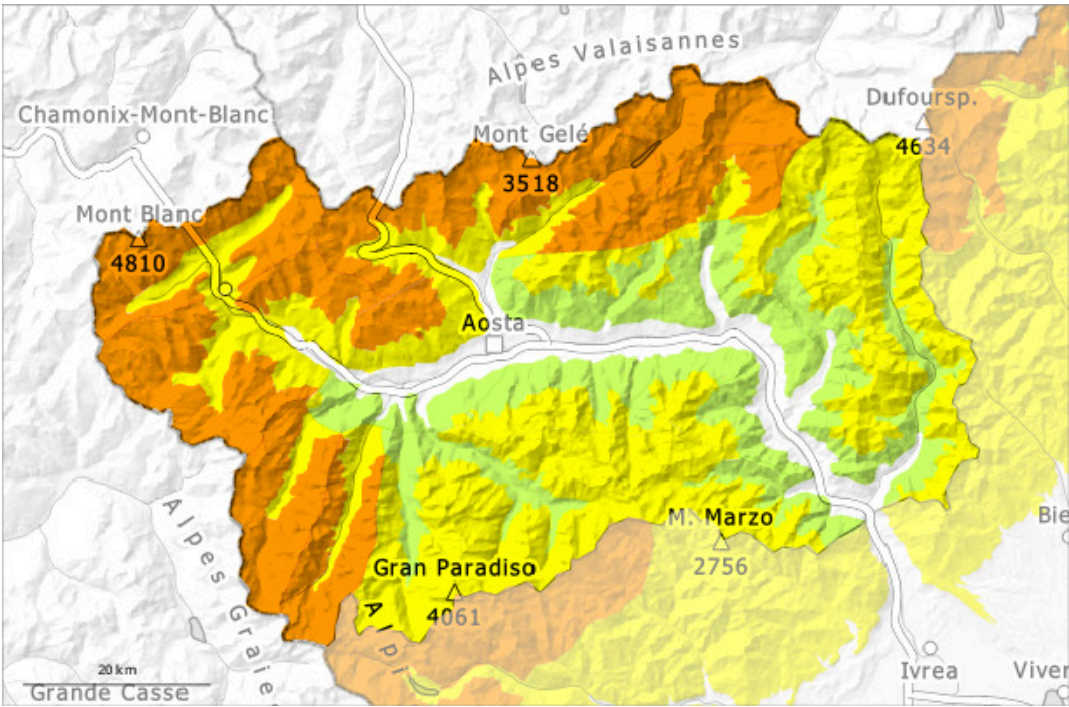 Alpes Valaisannes
Dufoursp.
4634
Chamonix-Mont-Blanc
Mont Gelé
3518
Mont Blanc
4810
Aosta
M. Marzo
2756
Bie
Gran Paradiso
4061
Alpes Graie
Alpi
20 km
Grande Casse
Ivrea
Viver